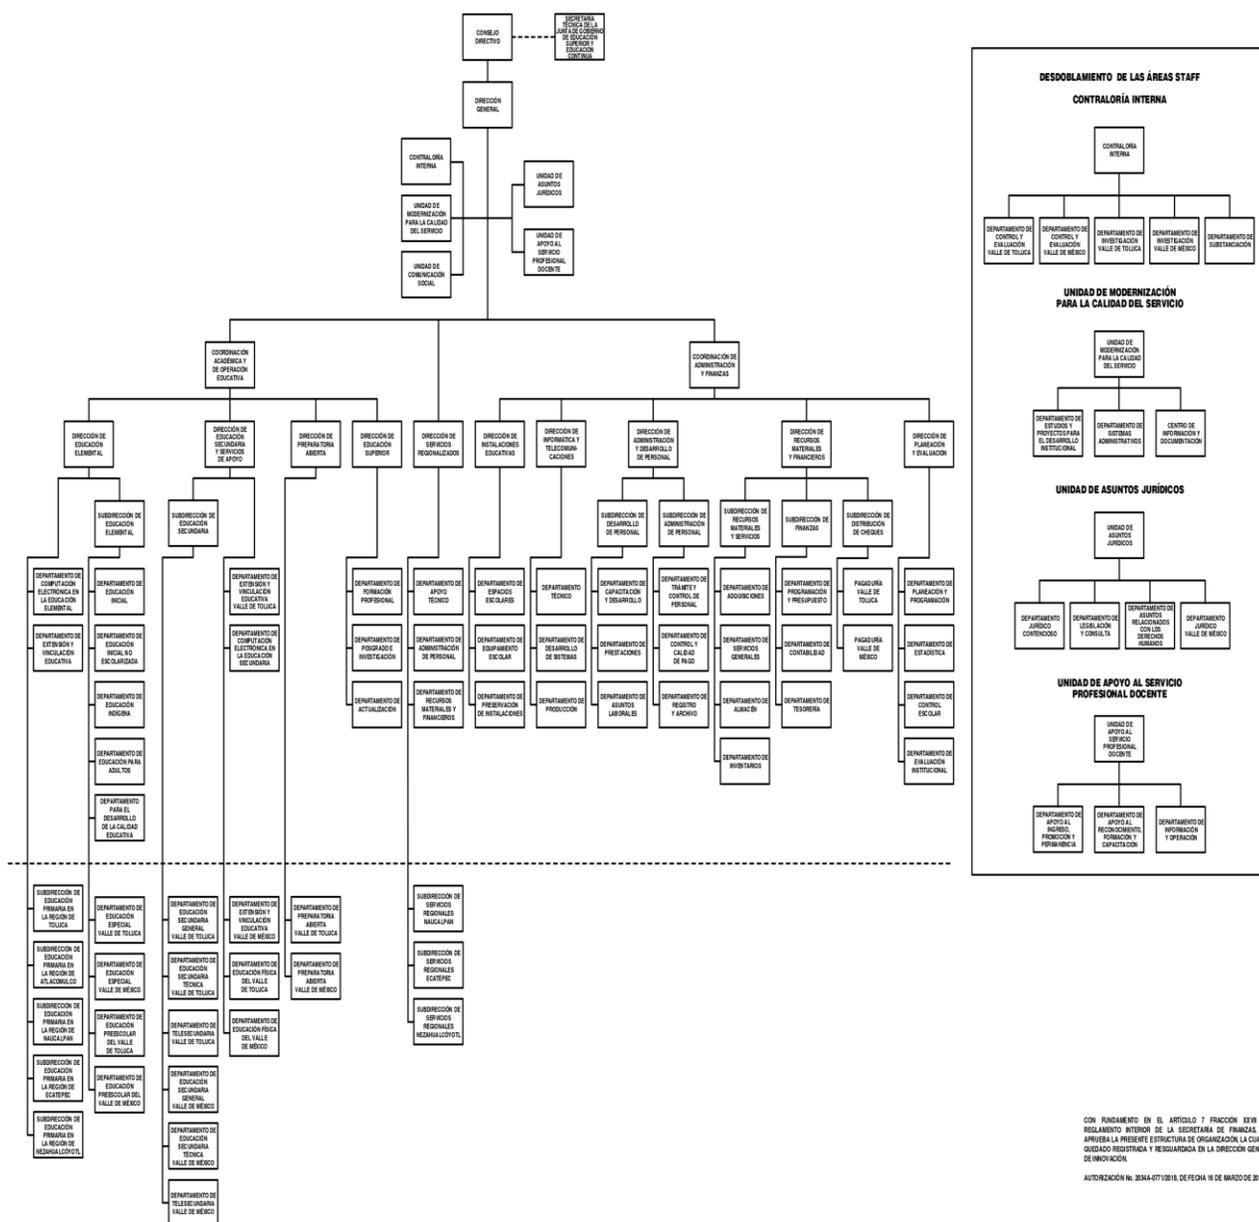 CONSEJO
DIRECTIVO
SECRETARÍA
TÉCNICA DE LA
JUNTA DE GOBIERNO
DE EDUCACIÓN
SUPERIOR Y
EDUCACIÓN
CONTINUA
DIRECCIÓN
GENERAL
CONTRALORÍA
INTERNA
UNIDAD DE
ASUNTOS
JURÍDICOS
UNIDAD DE
MODERNIZACIÓN
PARA LA CALIDAD
DEL SERVICIO
UNIDAD DE
APOYO AL
SERVICIO
PROFESIONAL
DOCENTE
UNIDAD DE
COMUNICACIÓN
SOCIAL
COORDINACIÓN
ACADÉMICA Y
DE OPERACIÓN
EDUCATIVA
COORDINACIÓN DE
ADMINISTRACIÓN
Y FINANZAS
DIRECCIÓN DE
EDUCACIÓN
ELEMENTAL
DIRECCIÓN DE
EDUCACIÓN
SECUNDARIA
Y SERVICIOS
DE APOYO
DIRECCIÓN DE
PREPARATORIA
ABIERTA
DIRECCIÓN DE
EDUCACIÓN
SUPERIOR
DIRECCIÓN DE
SERVICIOS
REGIONALIZADOS
DIRECCIÓN DE
INSTALACIONES
EDUCATIVAS
DIRECCIÓN DE
INFORMÁTICA Y
TELECOMUNI-
CACIONES
DIRECCIÓN DE
ADMINISTRACIÓN
Y DESARROLLO
DE PERSONAL
DIRECCIÓN DE
RECURSOS
MATERIALES
Y FINANCIEROS
DIRECCIÓN DE
PLANEACIÓN
Y EVALUACIÓN
SUBDIRECCIÓN DE
EDUCACIÓN
ELEMENTAL
SUBDIRECCIÓN DE
EDUCACIÓN
SECUNDARIA
SUBDIRECCIÓN DE
DESARROLLO
DE PERSONAL
SUBDIRECCIÓN DE
ADMINISTRACIÓN
DE PERSONAL
SUBDIRECCIÓN DE
RECURSOS
MATERIALES
Y SERVICIOS
SUBDIRECCIÓN DE
FINANZAS
SUBDIRECCIÓN DE
DISTRIBUCIÓN
DE CHEQUES
DEPARTAMENTO DE
COMPUTACIÓN
ELECTRÓNICA EN
LA EDUCACIÓN
ELEMENTAL
DEPARTAMENTO DE
EDUCACIÓN
INICIAL
DEPARTAMENTO DE
EXTENSIÓN Y
VINCULACIÓN
EDUCATIVA
VALLE DE TOLUCA
DEPARTAMENTO DE
FORMACIÓN
PROFESIONAL
DEPARTAMENTO DE
APOYO
TÉCNICO
DEPARTAMENTO DE
ESPACIOS
ESCOLARES
DEPARTAMENTO
TÉCNICO
DEPARTAMENTO DE
CAPACITACIÓN
Y DESARROLLO
DEPARTAMENTO DE
TRÁMITE Y
CONTROL DE
PERSONAL
DEPARTAMENTO DE
ADQUISICIONES
DEPARTAMENTO DE
PROGRAMACIÓN
Y PRESUPUESTO
PAGADURÍA
VALLE DE
TOLUCA
DEPARTAMENTO DE
PLANEACIÓN Y
PROGRAMACIÓN
DEPARTAMENTO DE
EXTENSIÓN Y
VINCULACIÓN
EDUCATIVA
DEPARTAMENTO DE
EDUCACIÓN
INICIAL NO
ESCOLARIZADA
DEPARTAMENTO DE
COMPUTACIÓN
ELECTRÓNICA EN
LA EDUCACIÓN
SECUNDARIA
DEPARTAMENTO DE
POSGRADO E
INVESTIGACIÓN
DEPARTAMENTO DE
ADMINISTRACIÓN
DE PERSONAL
DEPARTAMENTO DE
EQUIPAMIENTO
ESCOLAR
DEPARTAMENTO DE
DESARROLLO
DE SISTEMAS
DEPARTAMENTO DE
PRESTACIONES
DEPARTAMENTO DE
CONTROL Y
CALIDAD
DE PAGO
DEPARTAMENTO DE
SERVICIOS
GENERALES
DEPARTAMENTO DE
CONTABILIDAD
PAGADURÍA
VALLE DE
MÉXICO
DEPARTAMENTO DE
ESTADÍSTICA
DEPARTAMENTO DE
EDUCACIÓN
INDÍGENA
DEPARTAMENTO DE
ACTUALIZACIÓN
DEPARTAMENTO DE
RECURSOS
MATERIALES Y
FINANCIEROS
DEPARTAMENTO DE
PRESERVACIÓN
DE INSTALACIONES
DEPARTAMENTO DE
PRODUCCIÓN
DEPARTAMENTO DE
ASUNTOS
LABORALES
DEPARTAMENTO DE
REGISTRO
Y ARCHIVO
DEPARTAMENTO DE
ALMACÉN
DEPARTAMENTO DE
TESORERÍA
DEPARTAMENTO DE
CONTROL
ESCOLAR
DEPARTAMENTO DE
EDUCACIÓN PARA
ADULTOS
DEPARTAMENTO DE
INVENTARIOS
DEPARTAMENTO DE
EVALUACIÓN
INSTITUCIONAL
DEPARTAMENTO
PARA EL
DESARROLLO
DE LA CALIDAD
EDUCATIVA
SUBDIRECCIÓN DE
EDUCACIÓN
PRIMARIA EN
LA REGIÓN DE
TOLUCA
DEPARTAMENTO DE
EDUCACIÓN
ESPECIAL
VALLE DE TOLUCA
DEPARTAMENTO DE
EDUCACIÓN
SECUNDARIA
GENERAL
VALLE DE TOLUCA
DEPARTAMENTO DE
EXTENSIÓN Y
VINCULACIÓN
EDUCATIVA
VALLE DE MÉXICO
DEPARTAMENTO DE
PREPARATORIA
ABIERTA
VALLE DE TOLUCA
SUBDIRECCIÓN DE
SERVICIOS
REGIONALES
NAUCALPAN
SUBDIRECCIÓN DE
EDUCACIÓN
PRIMARIA EN
LA REGIÓN DE
ATLACOMULCO
DEPARTAMENTO DE
EDUCACIÓN
ESPECIAL
VALLE DE MÉXICO
DEPARTAMENTO DE
EDUCACIÓN
SECUNDARIA
TÉCNICA
VALLE DE TOLUCA
DEPARTAMENTO DE
EDUCACIÓN FÍSICA
DEL VALLE DE
TOLUCA
DEPARTAMENTO DE
PREPARATORIA
ABIERTA
VALLE DE MÉXICO
SUBDIRECCIÓN DE
SERVICIOS
REGIONALES
ECATEPEC
SUBDIRECCIÓN DE
EDUCACIÓN
PRIMARIA EN
LA REGIÓN DE
NAUCALPAN
DEPARTAMENTO DE
EDUCACIÓN
PREESCOLAR
DEL VALLE
DE TOLUCA
DEPARTAMENTO DE
TELESECUNDARIA
VALLE DE TOLUCA
DEPARTAMENTO DE
EDUCACIÓN FÍSICA
DEL VALLE
DE MÉXICO
SUBDIRECCIÓN DE
SERVICIOS
REGIONALES
NEZAHUALCÓYOTL
SUBDIRECCIÓN DE
EDUCACIÓN
PRIMARIA EN
LA REGIÓN DE
ECATEPEC
DEPARTAMENTO DE
EDUCACIÓN
PREESCOLAR DEL
VALLE DE MÉXICO
DEPARTAMENTO DE
EDUCACIÓN
SECUNDARIA
GENERAL
VALLE DE MÉXICO
SUBDIRECCIÓN DE
EDUCACIÓN
PRIMARIA EN
LA REGIÓN DE
NEZAHUALCÓYOTL
DEPARTAMENTO DE
EDUCACIÓN
SECUNDARIA
TÉCNICA
VALLE DE MÉXICO
DEPARTAMENTO DE
TELESECUNDARIA
VALLE DE MÉXICO
DESDOBLAMIENTO DE LAS ÁREAS STAFF
CONTRALORÍA INTERNA
CONTRALORÍA
INTERNA
DEPARTAMENTO DE
CONTROL Y
EVALUACIÓN
VALLE DE TOLUCA
DEPARTAMENTO DE
CONTROL Y
EVALUACIÓN
VALLE DE MÉXICO
DEPARTAMENTO DE
INVESTIGACIÓN
VALLE DE TOLUCA
DEPARTAMENTO DE
INVESTIGACIÓN
VALLE DE MÉXICO
DEPARTAMENTO DE
SUBSTANCIACIÓN
UNIDAD DE MODERNIZACIÓN
PARA LA CALIDAD DEL SERVICIO
UNIDAD DE
MODERNIZACIÓN
PARA LA CALIDAD
DEL SERVICIO
DEPARTAMENTO DE
ESTUDIOS Y
PROYECTOS PARA
EL DESARROLLO
INSTITUCIONAL
DEPARTAMENTO DE
SISTEMAS
ADMINISTRATIVOS
CENTRO DE
INFORMACIÓN Y
DOCUMENTACIÓN
UNIDAD DE ASUNTOS JURÍDICOS
UNIDAD DE
ASUNTOS
JURÍDICOS
DEPARTAMENTO
JURÍDICO
CONTENCIOSO
DEPARTAMENTO DE
LEGISLACIÓN
Y CONSULTA
DEPARTAMENTO DE
ASUNTOS
RELACIONADOS
CON LOS
DERECHOS
HUMANOS
DEPARTAMENTO
JURÍDICO
VALLE DE MÉXICO
UNIDAD DE APOYO AL SERVICIO
PROFESIONAL DOCENTE
UNIDAD DE
APOYO AL
SERVICIO
PROFESIONAL
DOCENTE
DEPARTAMENTO DE
APOYO AL
INGRESO,
PROMOCIÓN Y
PERMANENCIA
DEPARTAMENTO DE
APOYO AL
RECONOCIMIENTO,
FORMACIÓN Y
CAPACITACIÓN
DEPARTAMENTO DE
INFORMACIÓN
Y OPERACIÓN
CON FUNDAMENTO EN EL ARTÍCULO 7 FRACCIÓN XXVII
REGLAMENTO INTERIOR DE LA SECRETARÍA DE FINANZAS,
APRUEBA LA PRESENTE ESTRUCTURA DE ORGANIZACIÓN, LA
QUEDADO REGISTRADA Y RESGUARDADA EN LA DIRECCIÓN
DE INNOVACIÓN.
AUTORIZACIÓN No. 2034A-0771/2018, DE FECHA 16 DE MARZO DE